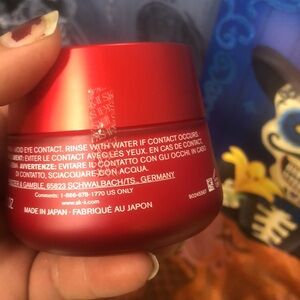 AVOID EYE CONTACT. RINSE WITH WATER IF CONTACT OCCURS
EVITER LE CONTACT AVEC LES YEUX. EN CAS DE CONTACT,
AVVERTENZE: EVITARE IL CONTATTO CON GLI OCCHI. IN CASO
DI CONTATTO, SCIACQUARE CON ACQUA.
& GAMBLE, 65823 SCHWALBACH/TS., GERMANY
Comments: 1-866-678-1770 US ONLY
www.sk-ii.com
MADE IN JAPAN · FABRIQUÉ AU JAPON